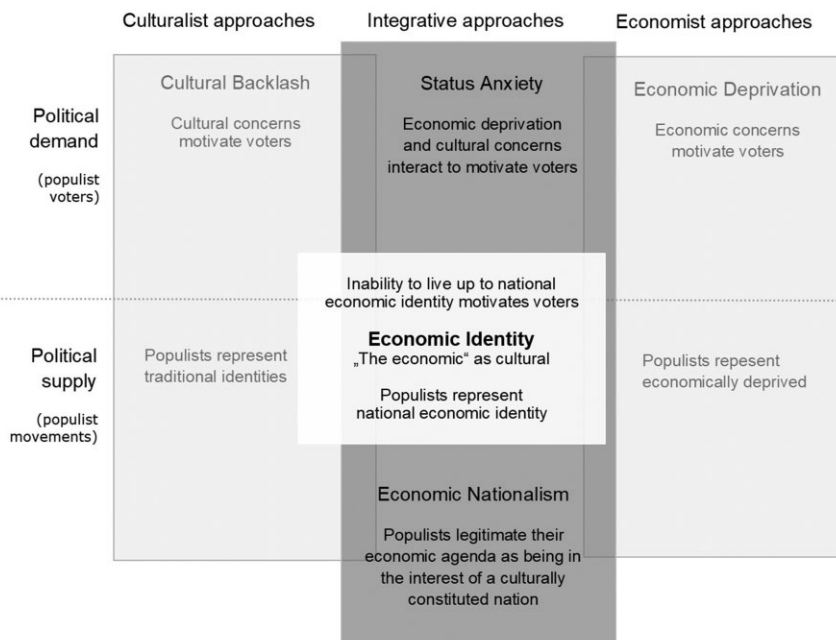 Culturalist approaches
Integrative approaches
Economist approaches
Political
demand
(populist
voters)
Cultural Backlash
Cultural concerns
motivate voters
Status Anxiety
Economic deprivation
and cultural concerns
interact to motivate voters
Economic Deprivation
Economic concerns
motivate voters
Inability to live up to national
economic identity motivates voters
Economic Identity
„The economic“ as cultural
Populists represent
national economic identity
Political
supply
(populist
movements)
Populists represent
traditional identities
Populists repesent
economically deprived
Economic Nationalism
Populists legitimate their
economic agenda as being in
the interest of a culturally
constituted nation